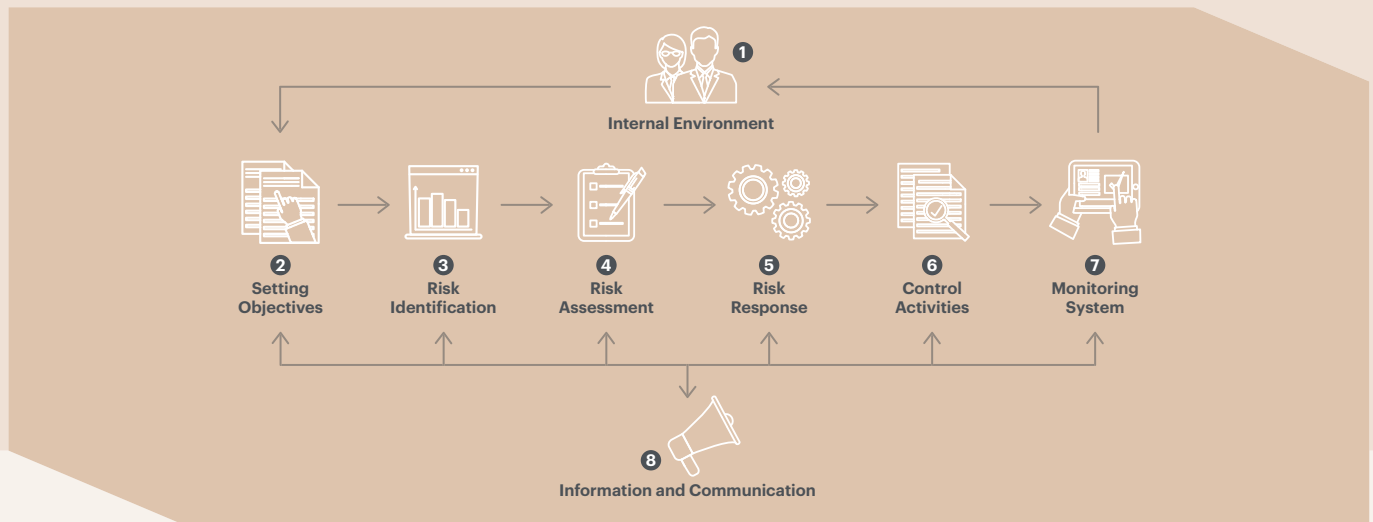 1
Internal Environment
2
Setting
Objectives
3
Risk
Identification
4
Risk
Assessment
5
Risk
Response
6
Control
Activities
7
Monitoring
System
8
Information and Communication